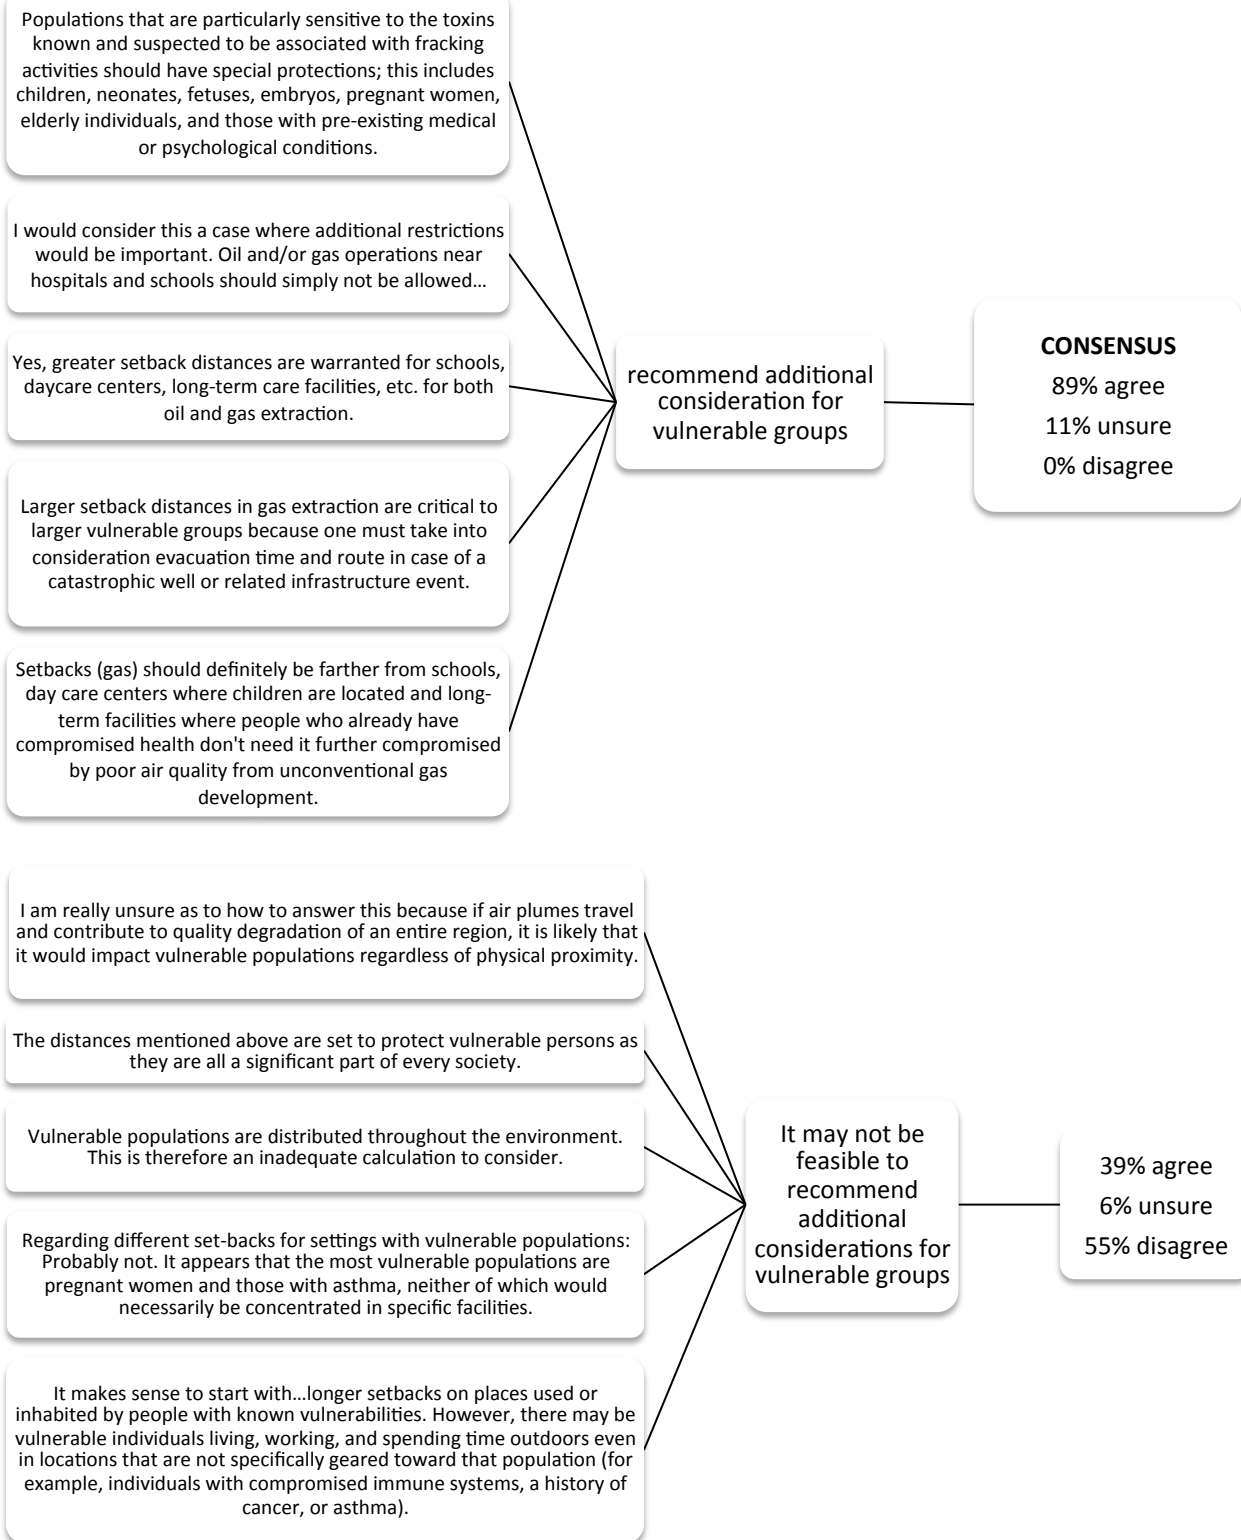 Populations that are particularly sensitive to the toxins
known and suspected to be associated with fracking
activities should have special protections; this includes
children, neonates, fetuses, embryos, pregnant women,
elderly individuals, and those with pre-existing medical
or psychological conditions.
I would consider this a case where additional restrictions
would be important. Oil and/or gas operations near
hospitals and schools should simply not be allowed...
Yes, greater setback distances are warranted for schools,
daycare centers, long-term care facilities, etc. for both
oil and gas extraction.
Larger setback distances in gas extraction are critical to
larger vulnerable groups because one must take into
consideration evacuation time and route in case of a
catastrophic well or related infrastructure event.
Setbacks (gas) should definitely be farther from schools,
day care centers where children are located and long-
term facilities where people who already have
compromised health don't need it further compromised
by poor air quality from unconventional gas
development.
recommend additional
consideration for
vulnerable groups
CONSENSUS
89% agree
11% unsure
0% disagree
I am really unsure as to how to answer this because if air plumes travel
and contribute to quality degradation of an entire region, it is likely that
it would impact vulnerable populations regardless of physical proximity.
The distances mentioned above are set to protect vulnerable persons as
they are all a significant part of every society.
Vulnerable populations are distributed throughout the environment.
This is therefore an inadequate calculation to consider.
Regarding different set-backs for settings with vulnerable populations:
Probably not. It appears that the most vulnerable populations are
pregnant women and those with asthma, neither of which would
necessarily be concentrated in specific facilities.
It makes sense to start with...longer setbacks on places used or
inhabited by people with known vulnerabilities. However, there may be
vulnerable individuals living, working, and spending time outdoors even
in locations that are not specifically geared toward that population (for
example, individuals with compromised immune systems, a history of
cancer, or asthma).
It may not be
feasible to
recommend
additional
considerations for
vulnerable groups
39% agree
6% unsure
55% disagree